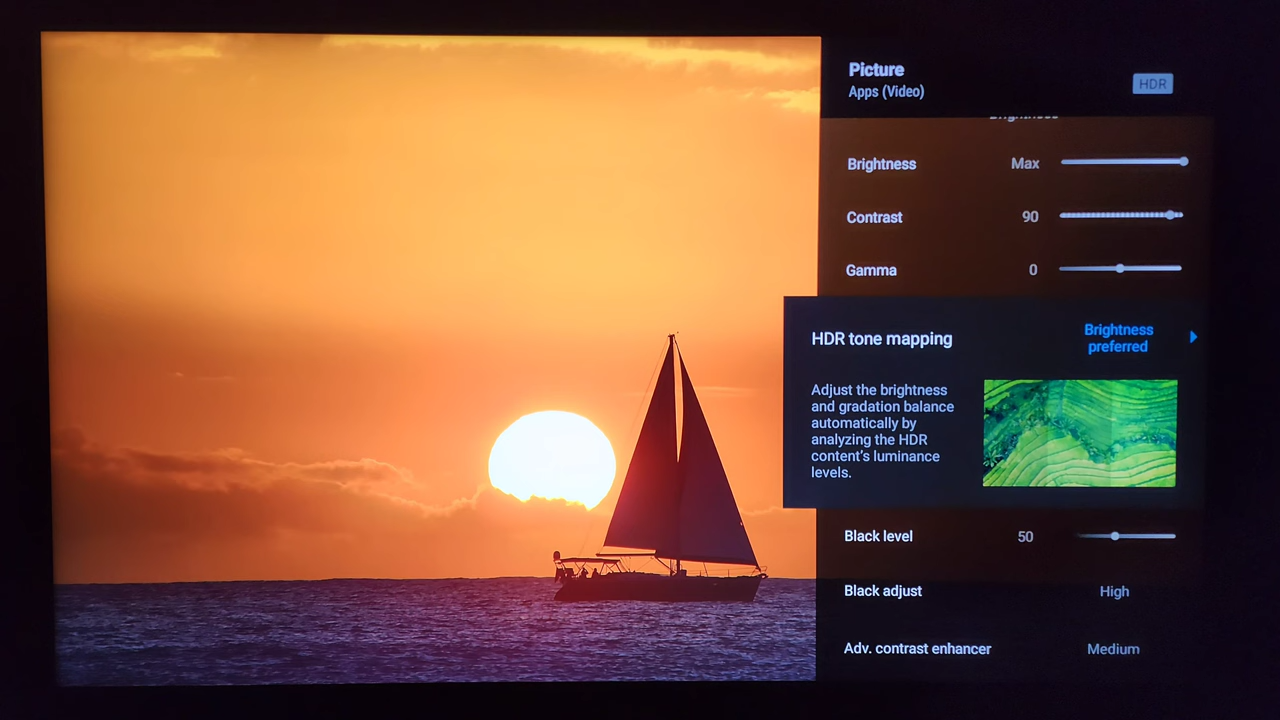 Picture
Apps (Video)
HDR
Brightness
Brightness Max
Contrast 90
Gamma 0
HDR tone mapping
Brightness
preferred
Adjust the brightness
and gradation balance
automatically by
analyzing the HDR
content's luminance
levels.
Black level 50
Black adjust High
Adv. contrast enhancer Medium